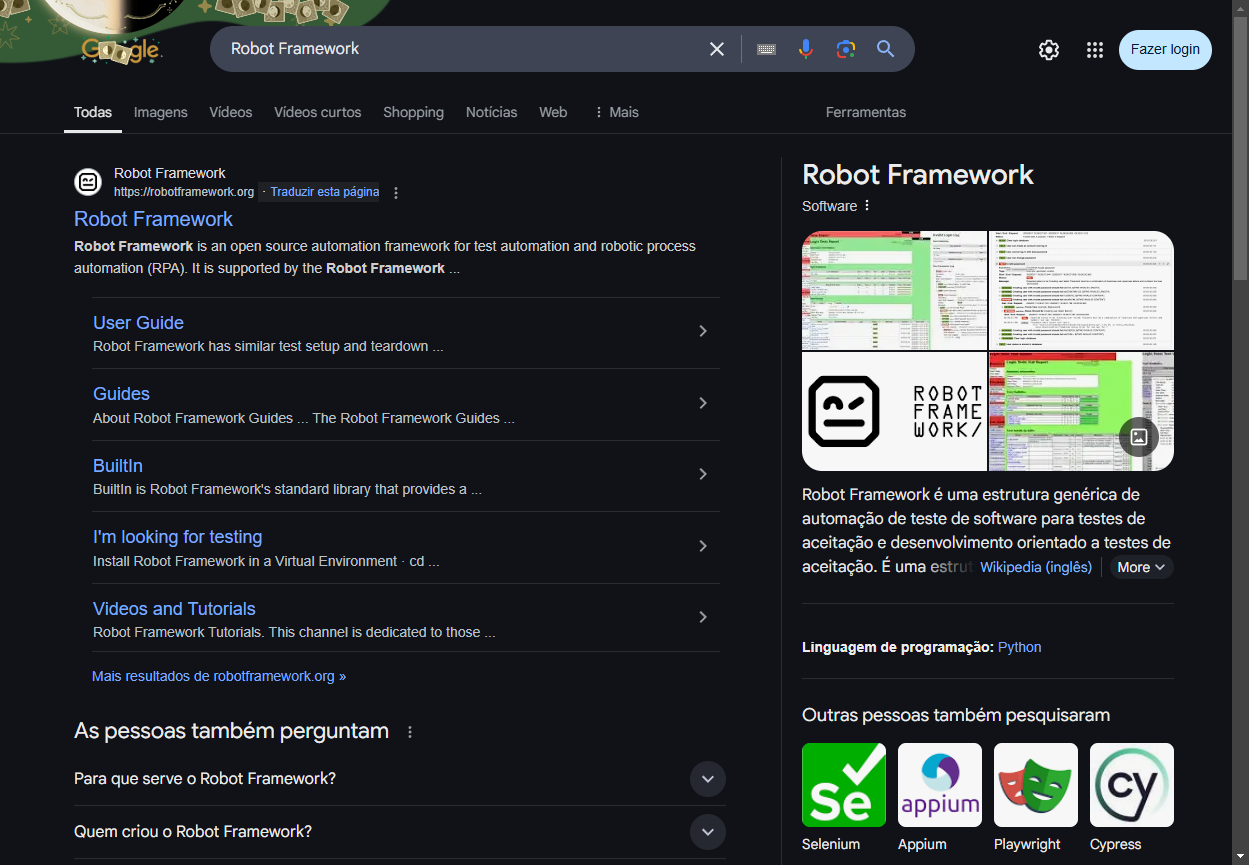 Google
Robot Framework
Fazer login
Todas
Imagens
Vídeos
Vídeos curtos
Shopping
Notícias
Web
Mais
Ferramentas
Robot Framework
https://robotframework.org · Traduzir esta página
Robot Framework
Robot Framework is an open source automation framework for test automation and robotic process
automation (RPA). It is supported by the Robot Framework ...
User Guide
Robot Framework has similar test setup and teardown ...
Guides
About Robot Framework Guides ... The Robot Framework Guides ...
BuiltIn
BuiltIn is Robot Framework's standard library that provides a ...
I'm looking for testing
Install Robot Framework in a Virtual Environment · cd ...
Videos and Tutorials
Robot Framework Tutorials. This channel is dedicated to those ...
Mais resultados de robotframework.org »
As pessoas também perguntam
Para que serve o Robot Framework?
Quem criou o Robot Framework?
Robot Framework
Software
ROBOT
FRAME
WORK/
Robot Framework é uma estrutura genérica de
automação de teste de software para testes de
aceitação e desenvolvimento orientado a testes de
aceitação. É uma estrut Wikipedia (inglês) More
Linguagem de programação: Python
Outras pessoas também pesquisaram
Se
appium
cy
Selenium
Appium
Playwright
Cypress